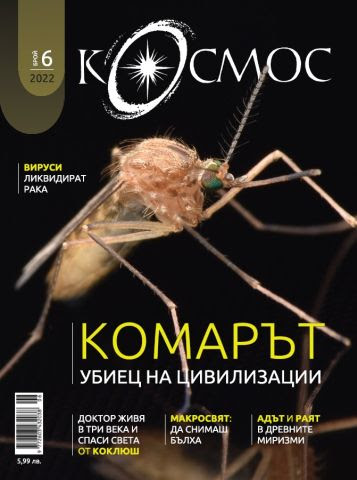 БРОЙ 6
2022
КОСМОС
ВИРУСИ
ЛИКВИДИРАТ
РАКА
КОМАРЪТ
УБИЕЦ НА ЦИВИЛИЗАЦИИ
ДОКТОР ЖИВЯ
В ТРИ ВЕКА И
СПАСИ СВЕТА
ОТ КОКЛЮШ
МАКРОСВЯТ:
ДА СНИМАШ
БЪЛХА
АДЪТ И РАЯТ
В ДРЕВНИТЕ
МИРИЗМИ
5,99 лв.